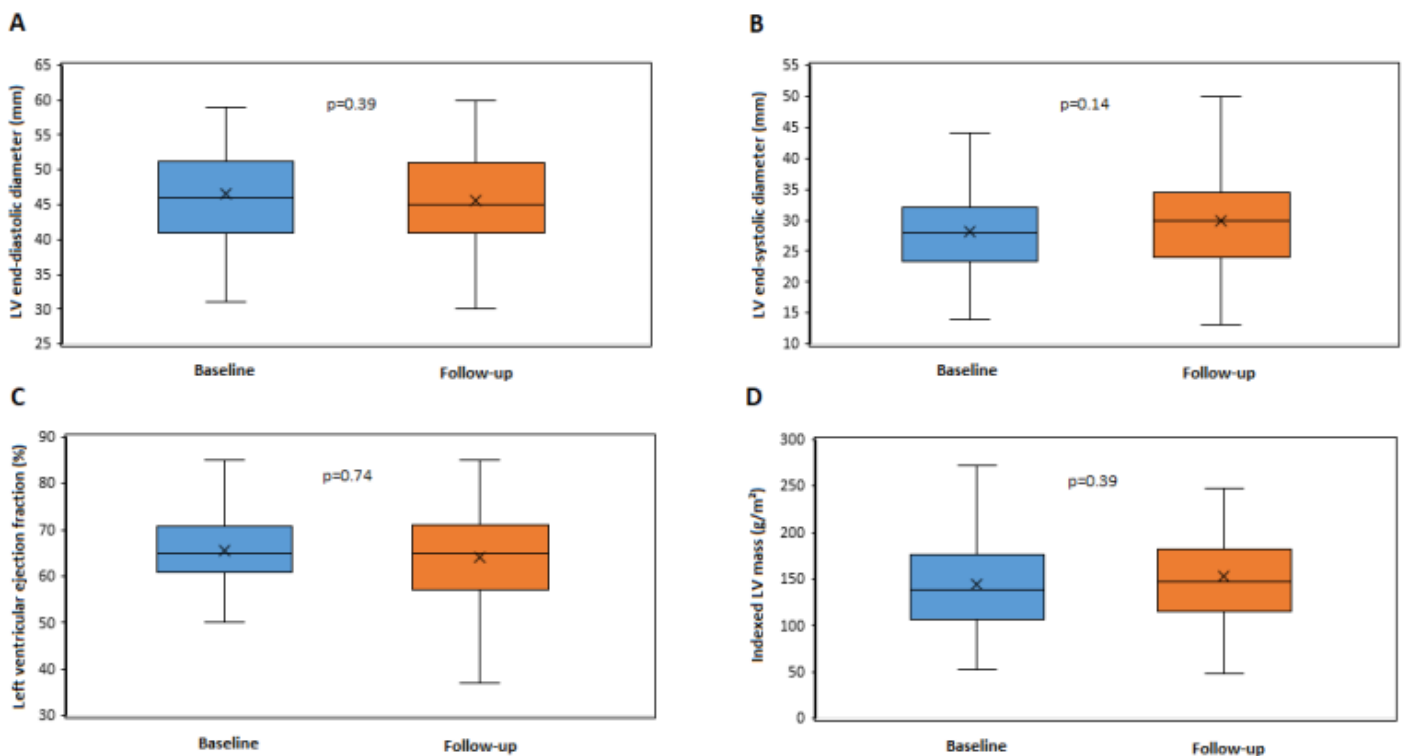 A
LV end-diastolic diameter (mm)
65
60
55
50
45
40
35
30
25
p=0.39
Baseline
Follow-up
B
LV end-systolic diameter (mm)
55
50
45
40
35
30
25
20
15
10
p=0.14
Baseline
Follow-up
C
Left ventricular ejection fraction (%)
90
80
70
60
50
40
30
p=0.74
Baseline
Follow-up
D
Indexed LV mass (g/m²)
300
250
200
150
100
50
0
p=0.39
Baseline
Follow-up